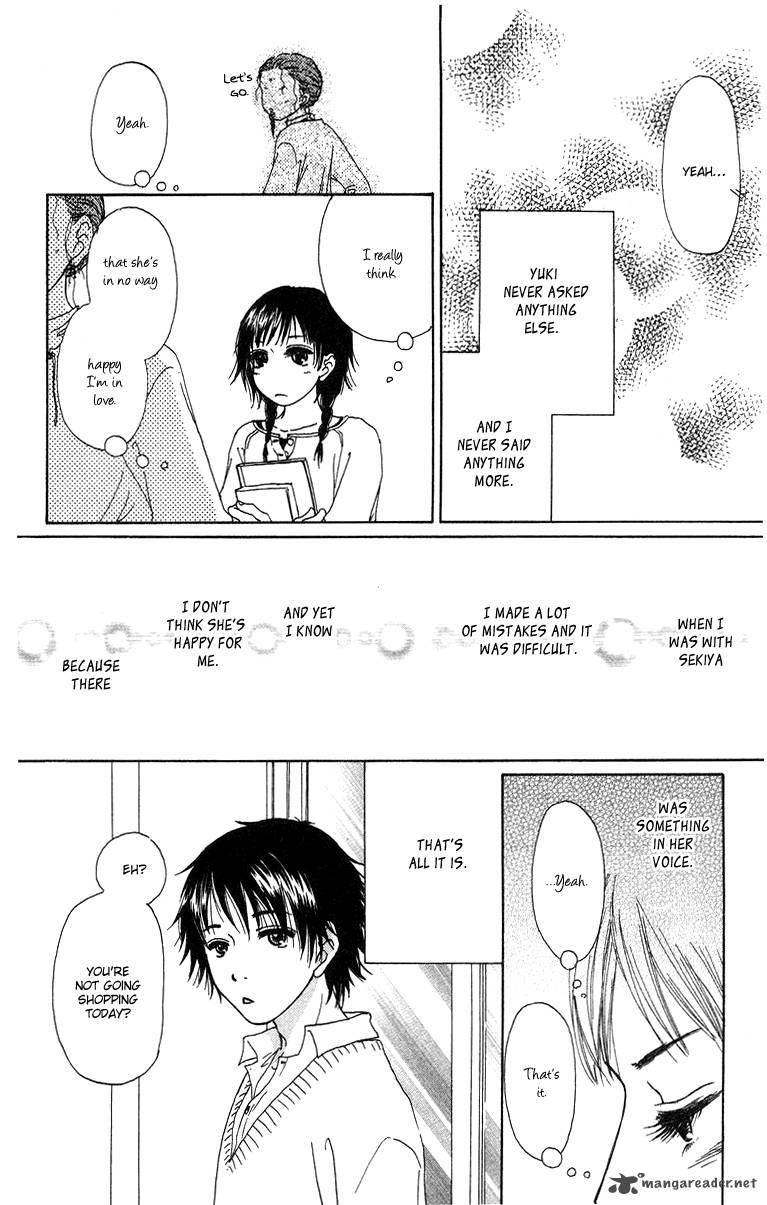 YEAH...
YUKI
NEVER ASKED
ANYTHING
ELSE.
AND I
NEVER SAID
ANYTHING
MORE.
Let's
GO.
Yeah.
I really
think
that she's
in no way
happy
I'm in
love.
WHEN I
WAS WITH
SEKIYA
I MADE A LOT
OF MISTAKES AND IT
WAS DIFFICULT.
AND YET
I KNOW
I DON'T
THINK SHE'S
HAPPY FOR
ME.
BECAUSE
THERE
WAS
SOMETHING
IN HER
VOICE.
...Yeah.
That's
it.
THAT'S
ALL IT IS.
EH?
YOU'RE
NOT GOING
SHOPPING
TODAY?
mangareader.net